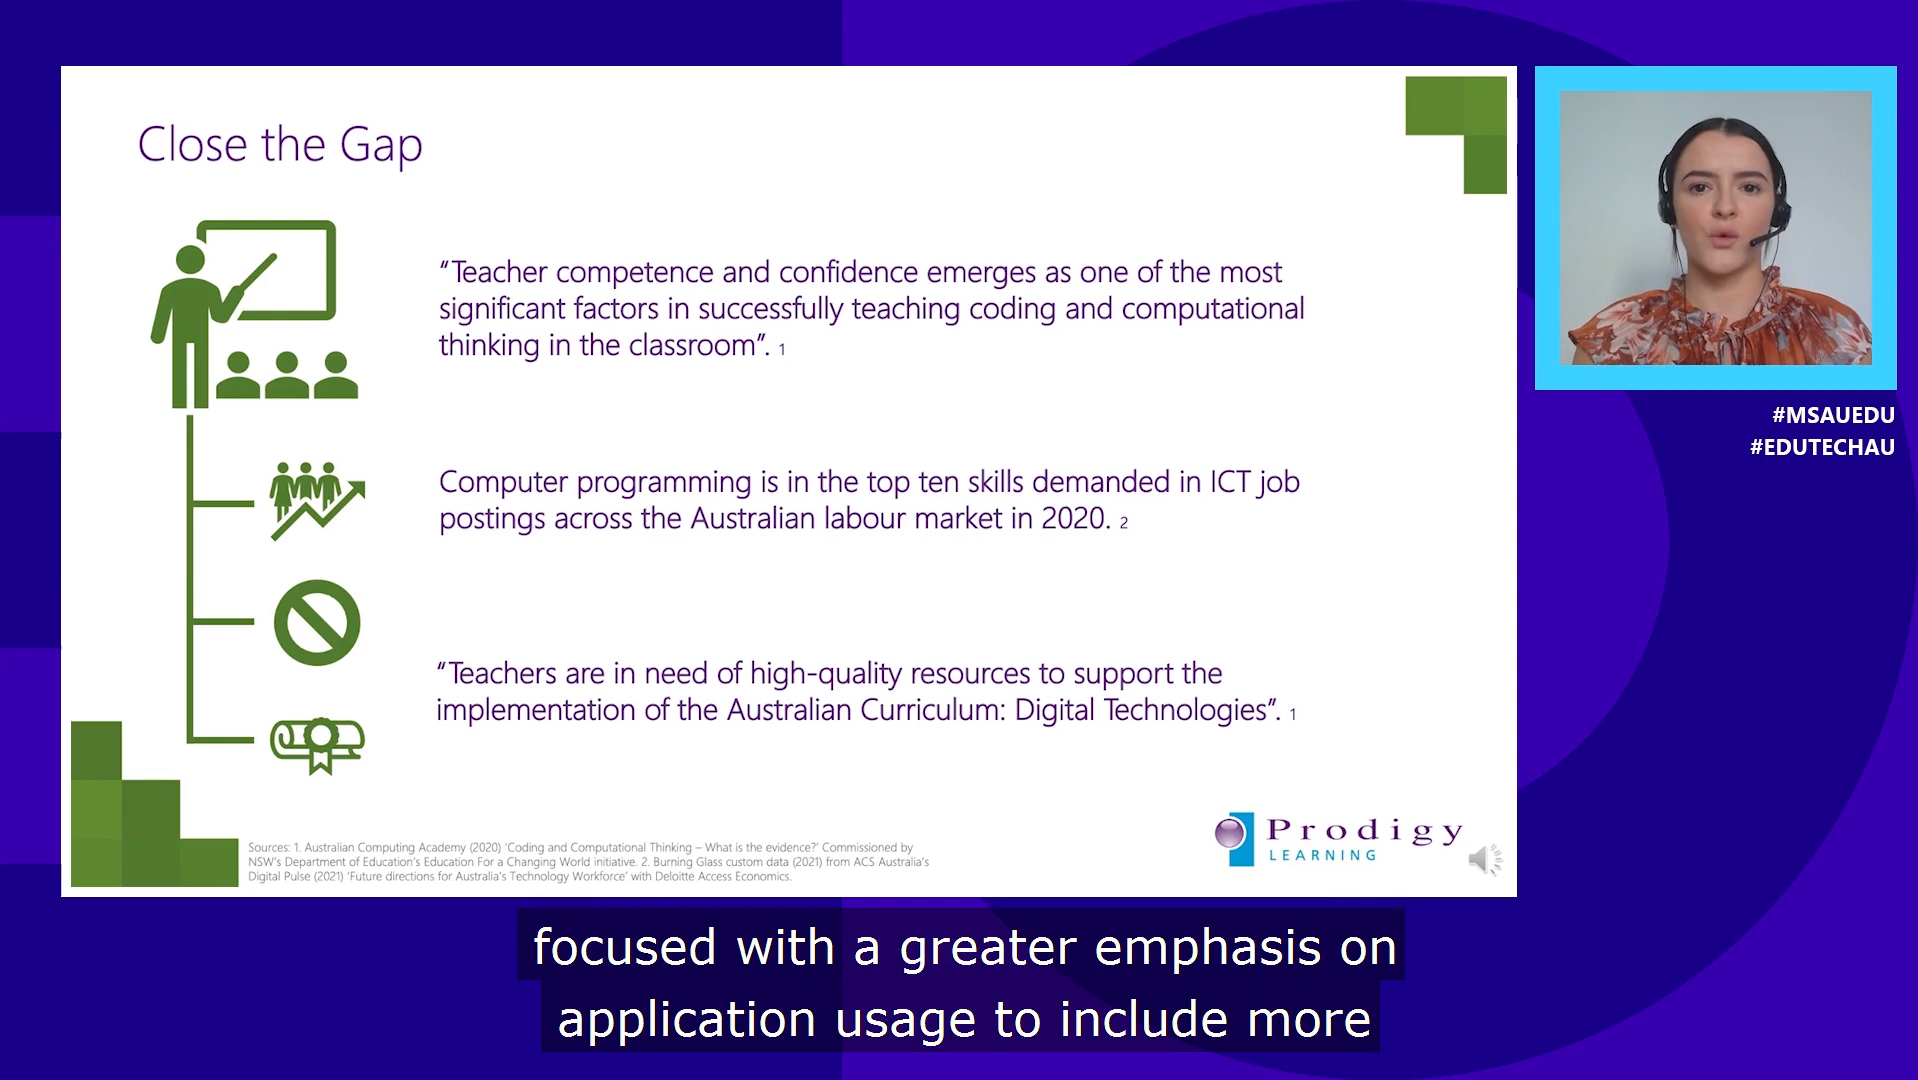 Close the Gap
“Teacher competence and confidence emerges as one of the most
significant factors in successfully teaching coding and computational
thinking in the classroom”. 1
Computer programming is in the top ten skills demanded in ICT job
postings across the Australian labour market in 2020. 2
“Teachers are in need of high-quality resources to support the
implementation of the Australian Curriculum: Digital Technologies”. 1
Sources: 1. Australian Computing Academy (2020) ‘Coding and Computational Thinking – What is the evidence?’ Commissioned by
NSW’s Department of Education’s Education For a Changing World initiative. 2. Burning Glass custom data (2021) from ACS Australia’s
Digital Pulse (2021) ‘Future directions for Australia’s Technology Workforce’ with Deloitte Access Economics.
Prodigy
LEARNING
#MSAUEDU
#EDUTECHAU
focused with a greater emphasis on
application usage to include more